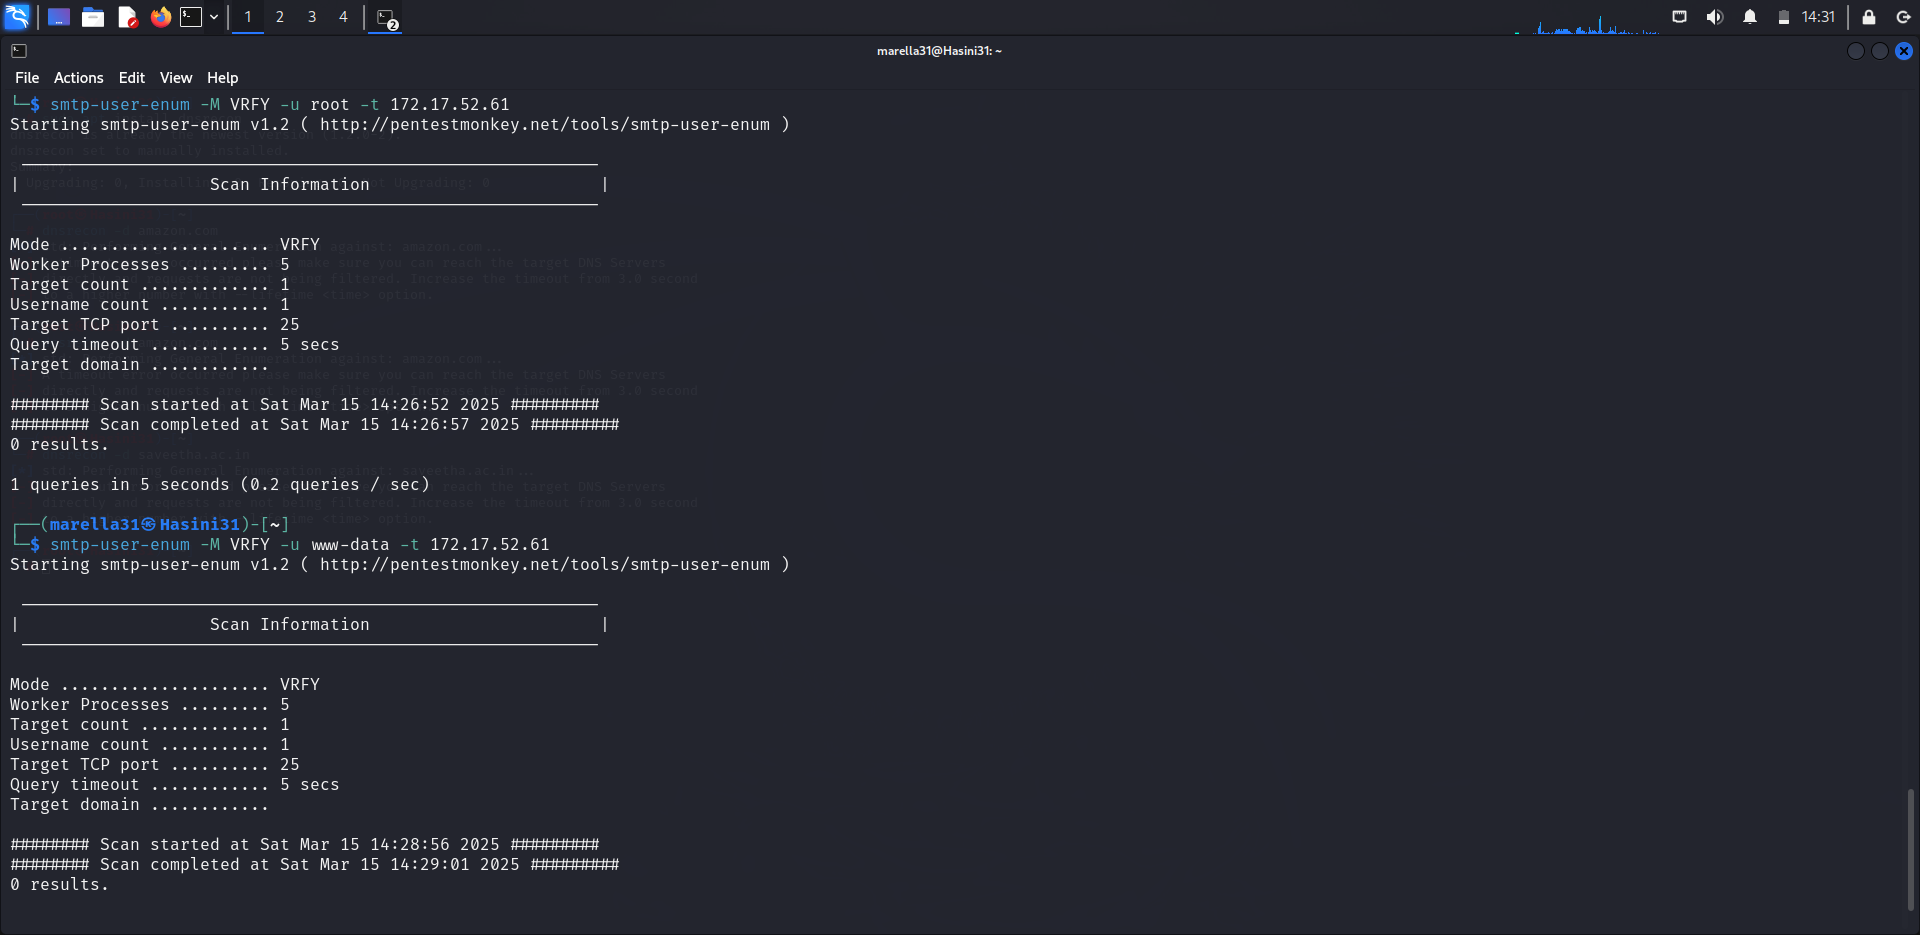 1 2 3 4 2 14:31
marella31@Hasini31: ~
File Actions Edit View Help
└─$ smtp-user-enum -M VRFY -u root -t 172.17.52.61
Starting smtp-user-enum v1.2 ( http://pentestmonkey.net/tools/smtp-user-enum )
| Scan Information |
Mode ..................... VRFY
Worker Processes ......... 5
Target count ............. 1
Username count ........... 1
Target TCP port .......... 25
Query timeout ............ 5 secs
Target domain ............
######## Scan started at Sat Mar 15 14:26:52 2025 #########
######## Scan completed at Sat Mar 15 14:26:57 2025 #########
0 results.
1 queries in 5 seconds (0.2 queries / sec)
┌──(marella31㉿Hasini31)-[~]
└─$ smtp-user-enum -M VRFY -u www-data -t 172.17.52.61
Starting smtp-user-enum v1.2 ( http://pentestmonkey.net/tools/smtp-user-enum )
| Scan Information |
Mode ..................... VRFY
Worker Processes ......... 5
Target count ............. 1
Username count ........... 1
Target TCP port .......... 25
Query timeout ............ 5 secs
Target domain ............
######## Scan started at Sat Mar 15 14:28:56 2025 #########
######## Scan completed at Sat Mar 15 14:29:01 2025 #########
0 results.